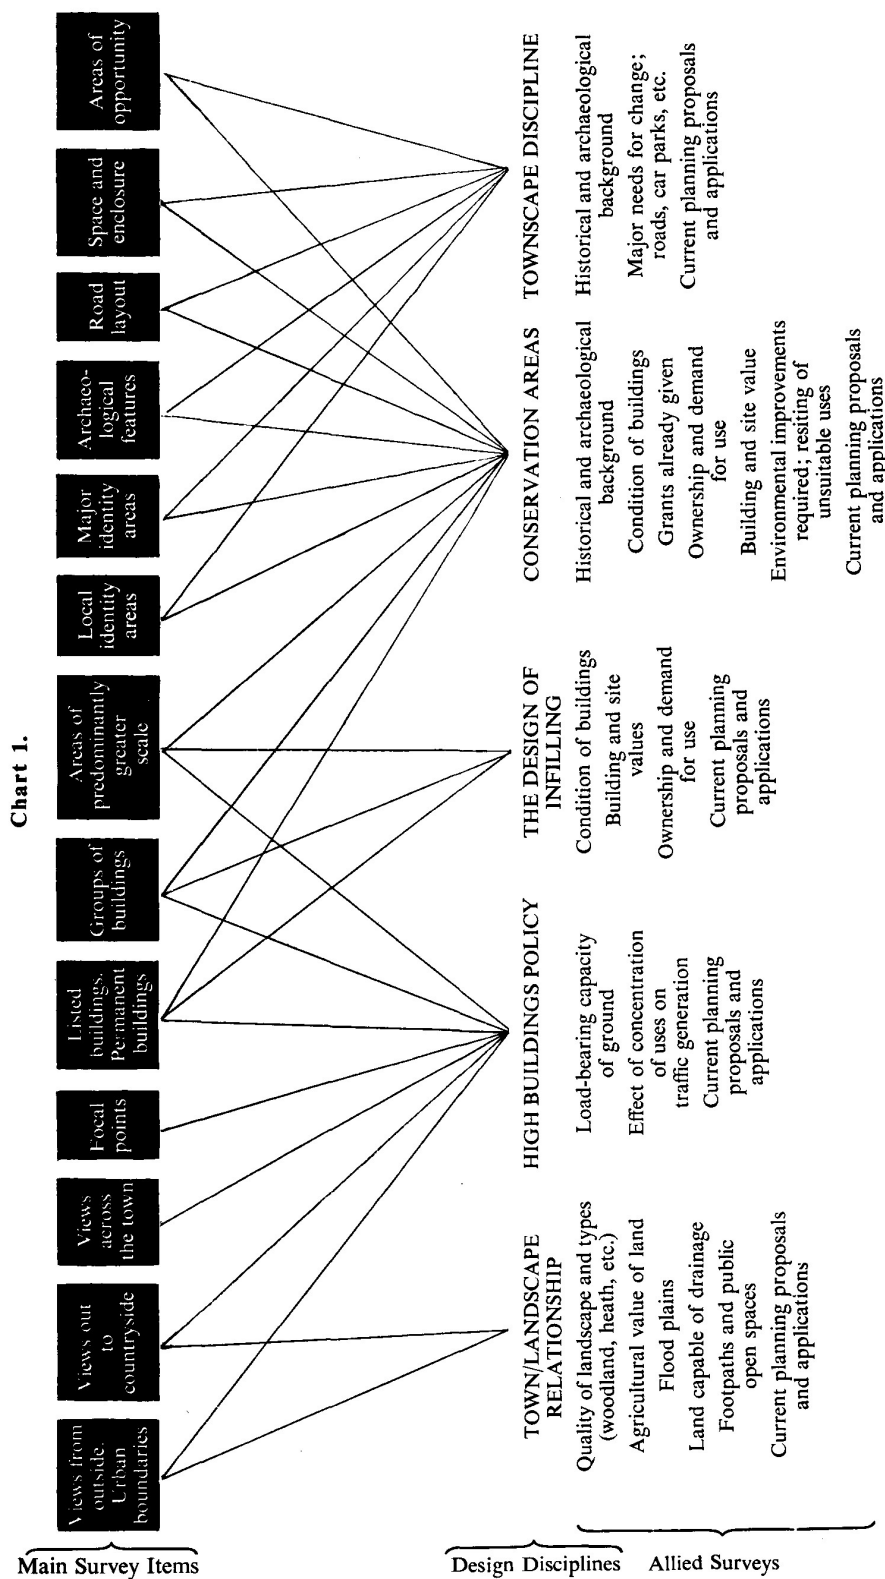 Chart 1.
Main Survey Items
Views from
outside.
Urban
boundaries
Views out
to
countryside
Views
across
the town
Focal
points
Listed
buildings.
Permanent
buildings
Groups of
buildings
Areas of
predominantly
greater
scale
Local
identity
areas
Major
identity
areas
Archaeo-
logical
features
Road
layout
Space and
enclosure
Areas of
opportunity
Design Disciplines
Allied Surveys
TOWN/LANDSCAPE
RELATIONSHIP
Quality of landscape and types
(woodland, heath, etc.)
Agricultural value of land
Flood plains
Land capable of drainage
Footpaths and public
open spaces
Current planning proposals
and applications
HIGH BUILDINGS POLICY
Load-bearing capacity
of ground
Effect of concentration
of uses on
traffic generation
Current planning
proposals and
applications
THE DESIGN OF
INFILLING
Condition of buildings
Building and site
values
Ownership and demand
for use
Current planning
proposals and
applications
CONSERVATION AREAS
Historical and archaeological
background
Condition of buildings
Grants already given
Ownership and demand
for use
Building and site value
Environmental improvements
required; resiting of
unsuitable uses
Current planning proposals
and applications
TOWNSCAPE DISCIPLINE
Historical and archaeological
background
Major needs for change;
roads, car parks, etc.
Current planning proposals
and applications